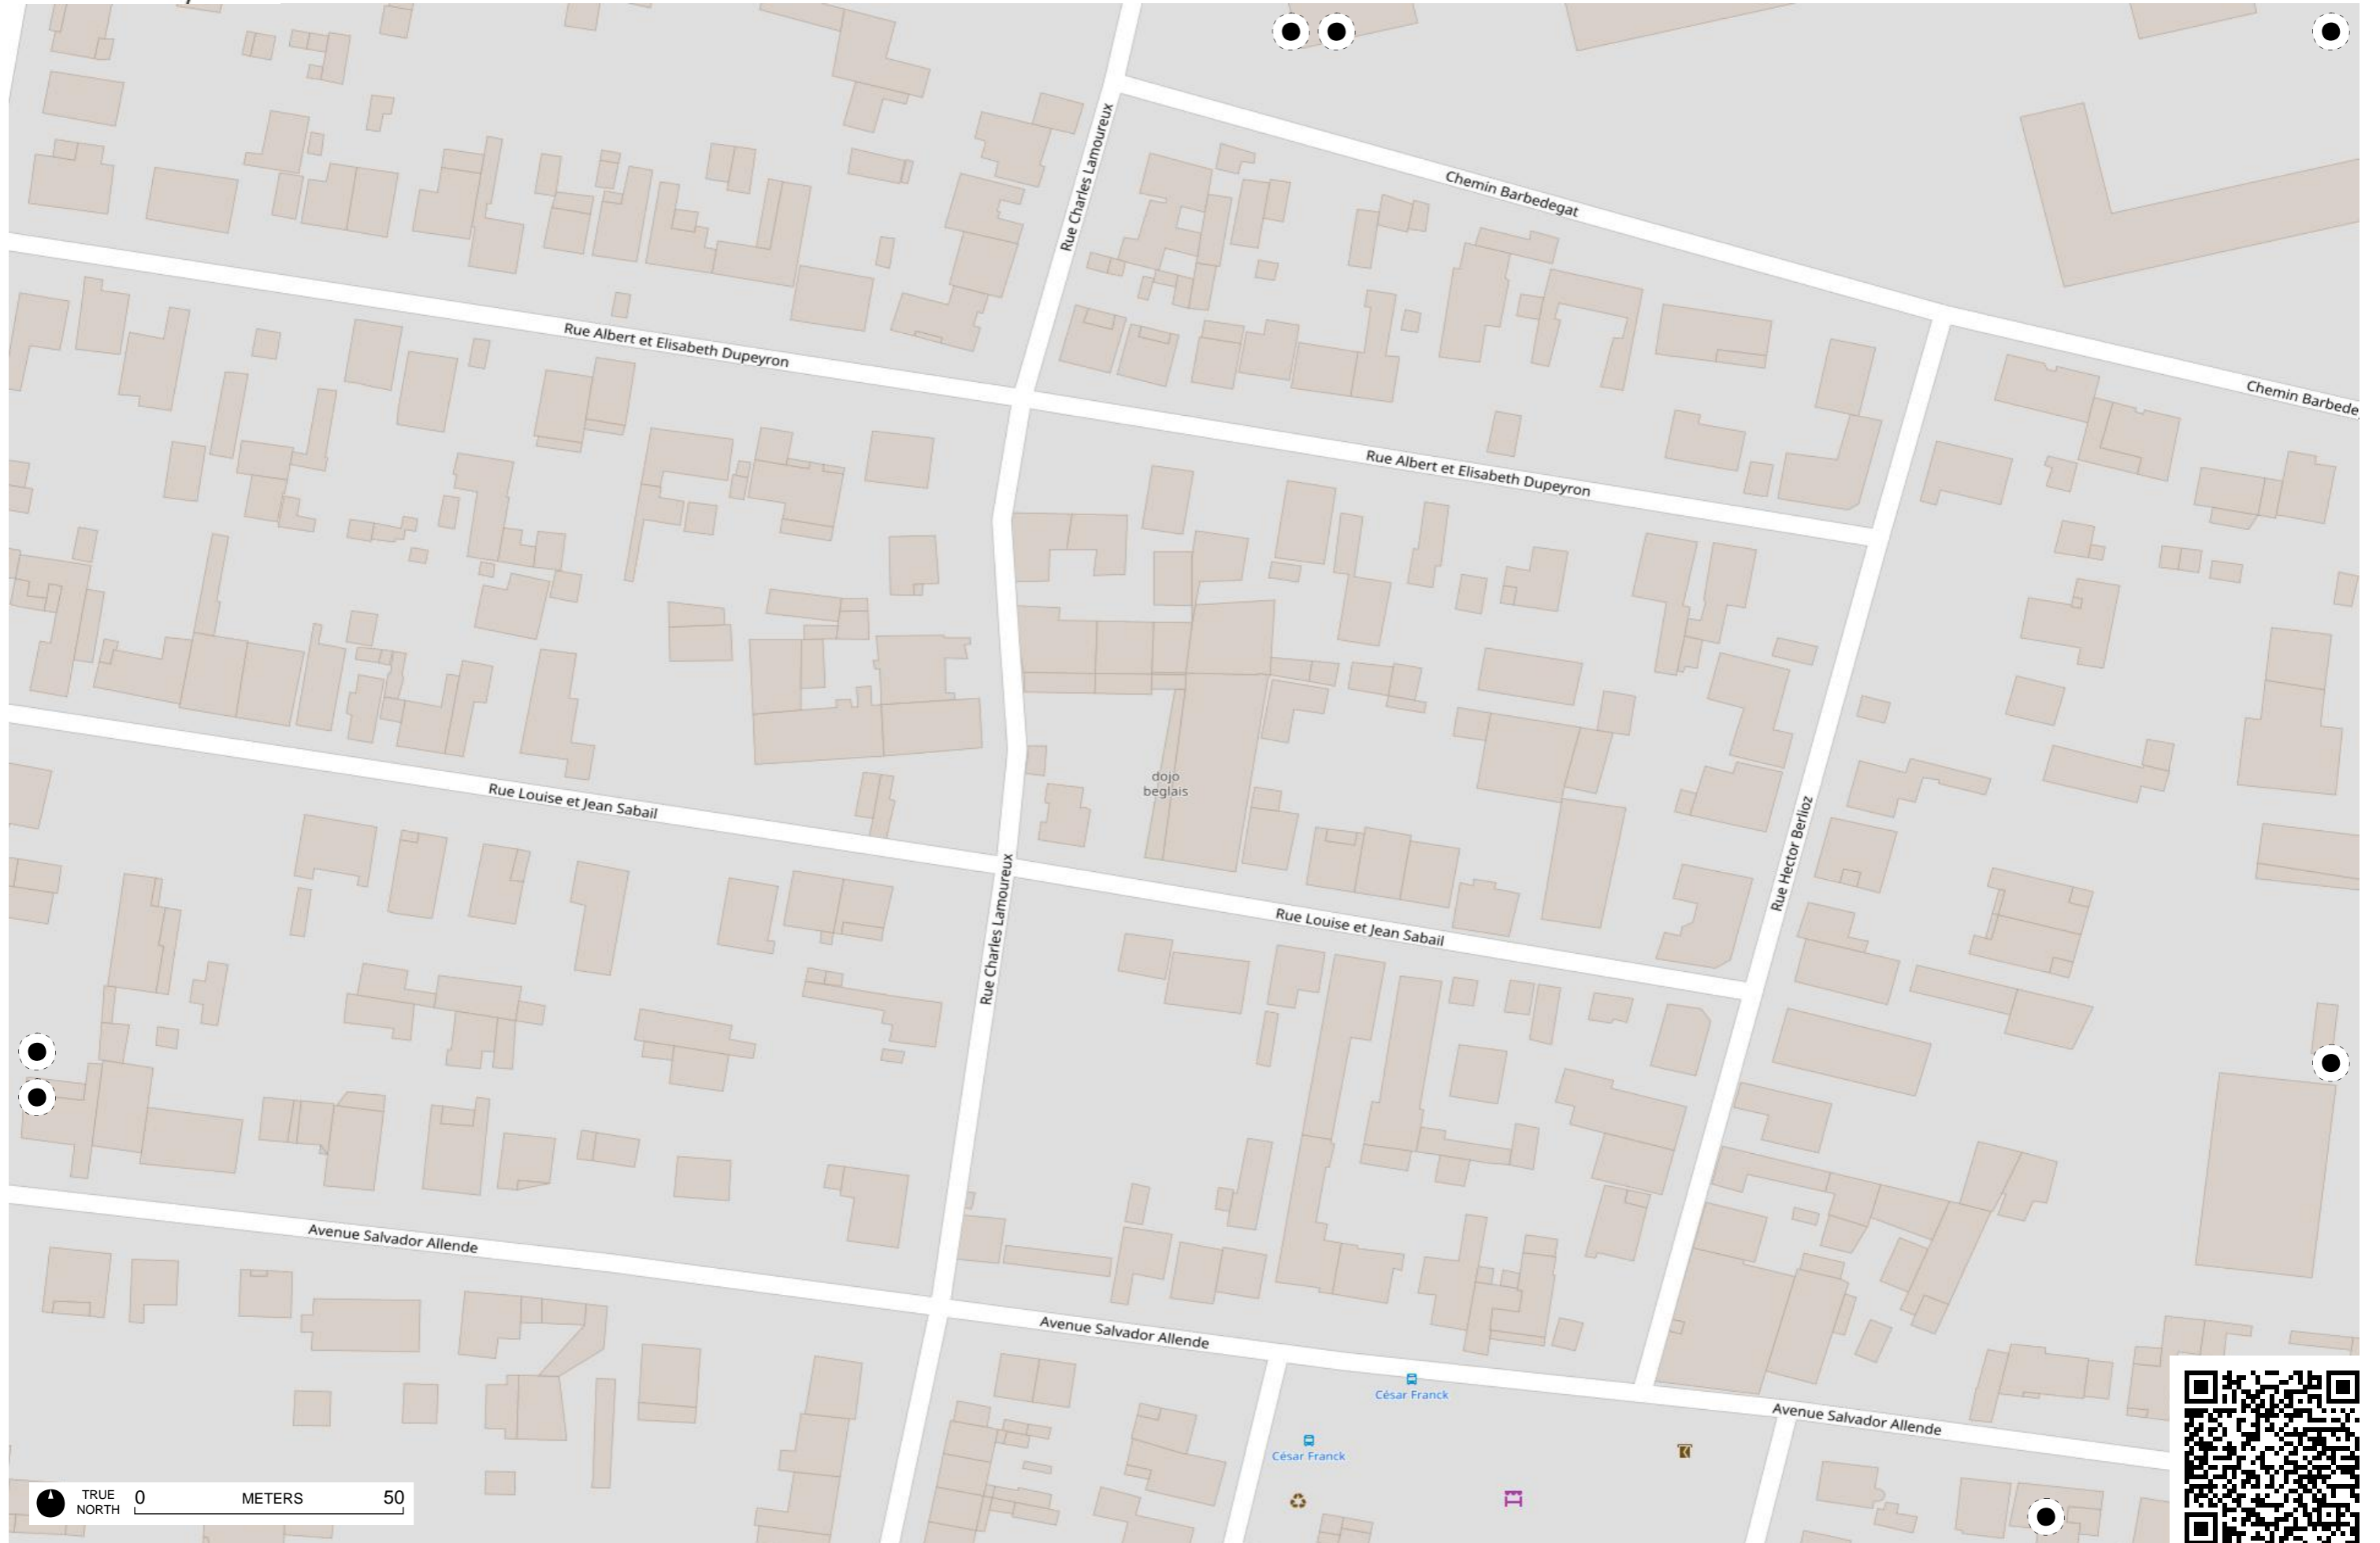 Rue Charles Lamoureux
Chemin Barbedegat
Rue Albert et Elisabeth Dupeyron
Chemin Barbede
Rue Albert et Elisabeth Dupeyron
dojo
beglais
Rue Louise et Jean Sabail
Rue Hector Berlioz
Rue Charles Lamoureux
Rue Louise et Jean Sabail
Avenue Salvador Allende
Avenue Salvador Allende
César Franck
Avenue Salvador Allende
César Franck
TRUE
NORTH
0 METERS 50